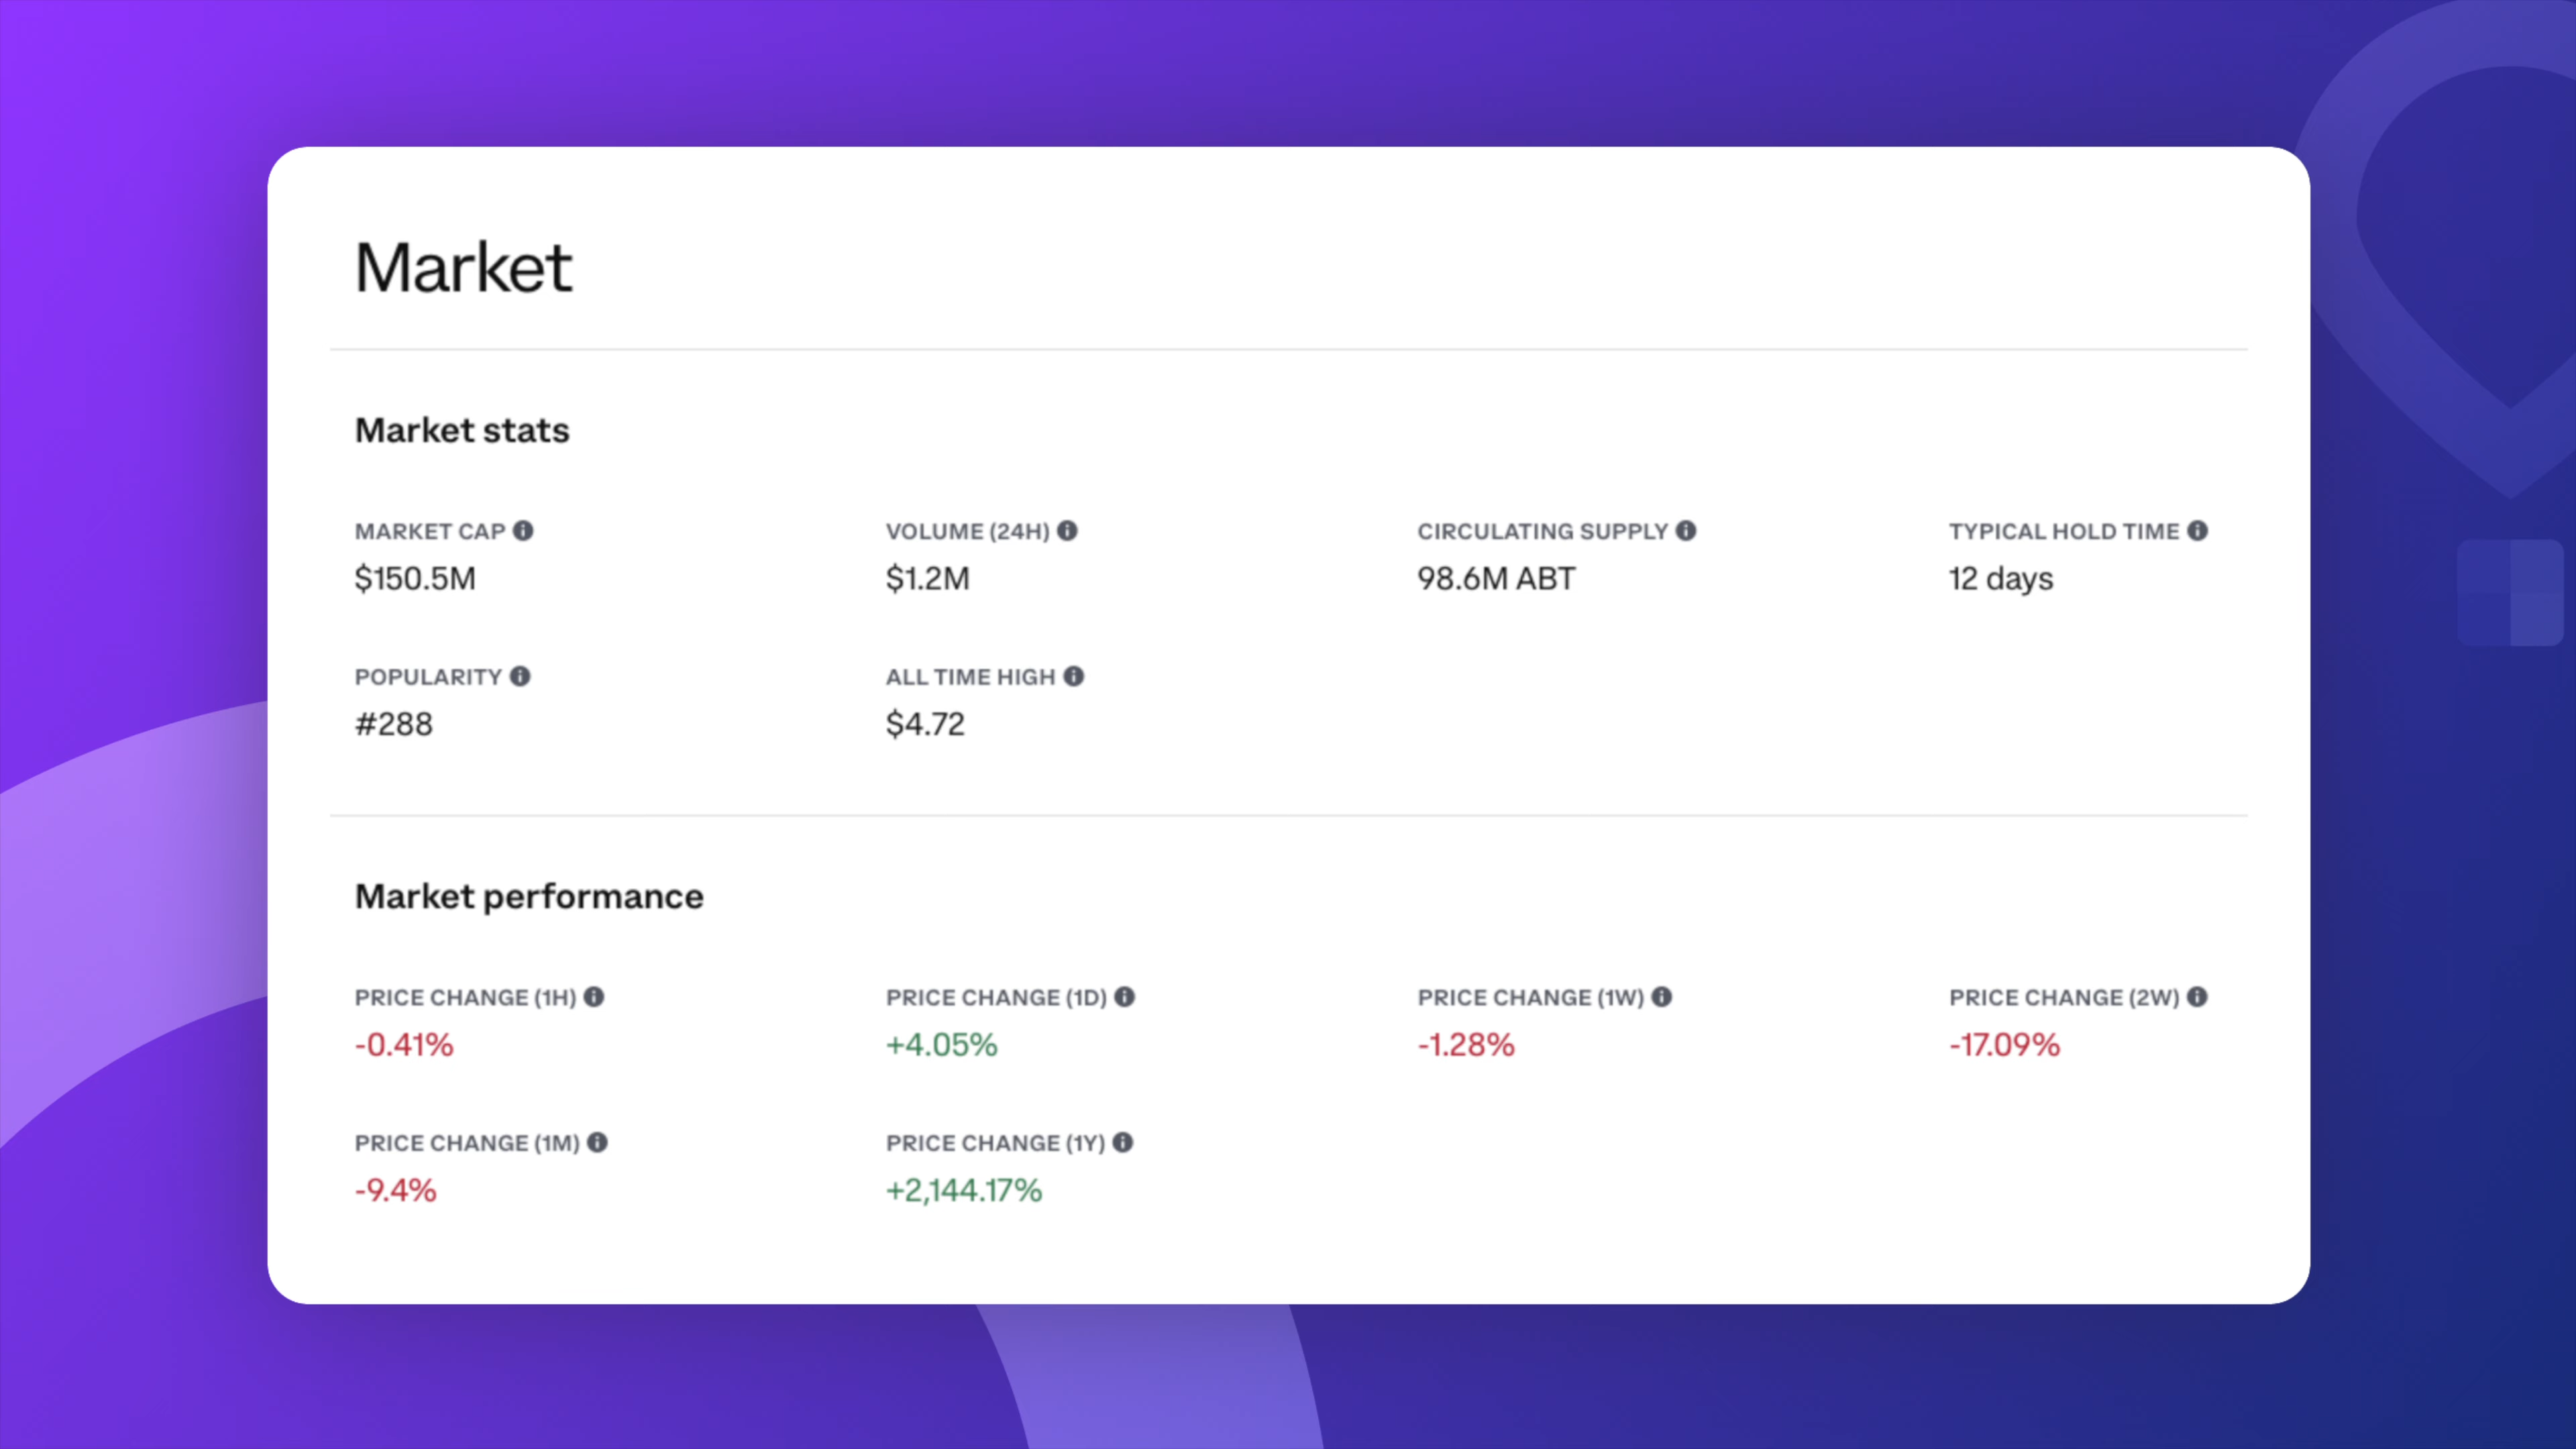 Market
Market stats
MARKET CAP
$150.5M
VOLUME (24H)
$1.2M
CIRCULATING SUPPLY
98.6M ABT
TYPICAL HOLD TIME
12 days
POPULARITY
#288
ALL TIME HIGH
$4.72
Market performance
PRICE CHANGE (1H)
-0.41%
PRICE CHANGE (1D)
+4.05%
PRICE CHANGE (1W)
-1.28%
PRICE CHANGE (2W)
-17.09%
PRICE CHANGE (1M)
-9.4%
PRICE CHANGE (1Y)
+2,144.17%